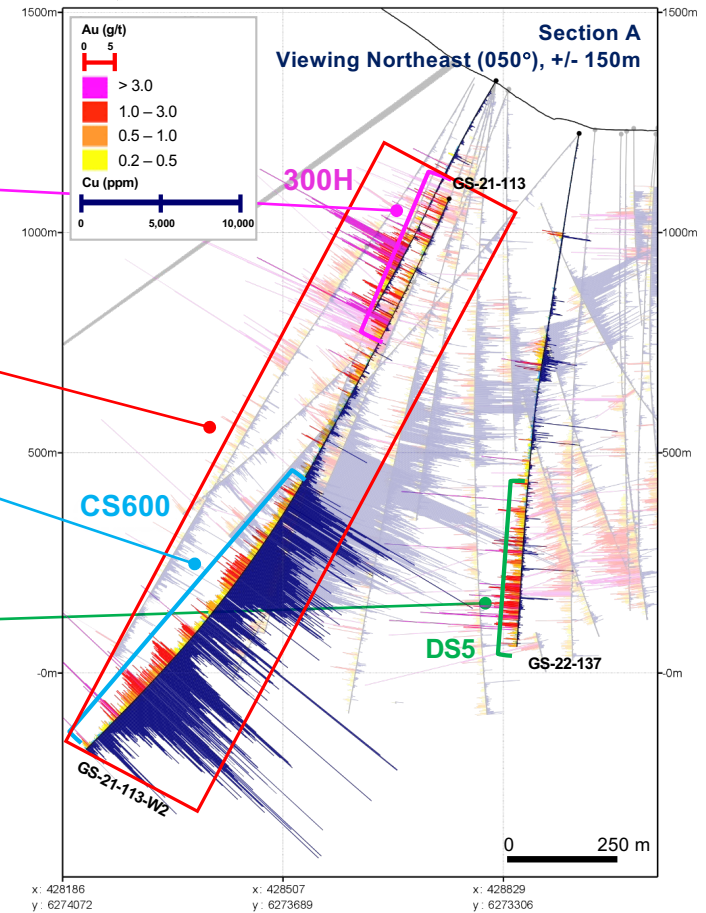 1500m
1500m
Section A
Viewing Northeast (050°), +/- 150m
Au (g/t)
0 5
> 3.0
1.0 – 3.0
0.5 – 1.0
0.2 – 0.5
Cu (ppm)
0 5,000 10,000
300H
GS-21-113
1000m
1000m
500m
500m
CS600
DS5
GS-22-137
-0m
-0m
GS-21-113-W2
0 250 m
x: 428186 x: 428507 x: 428829
y: 6274072 y: 6273689 y: 6273306